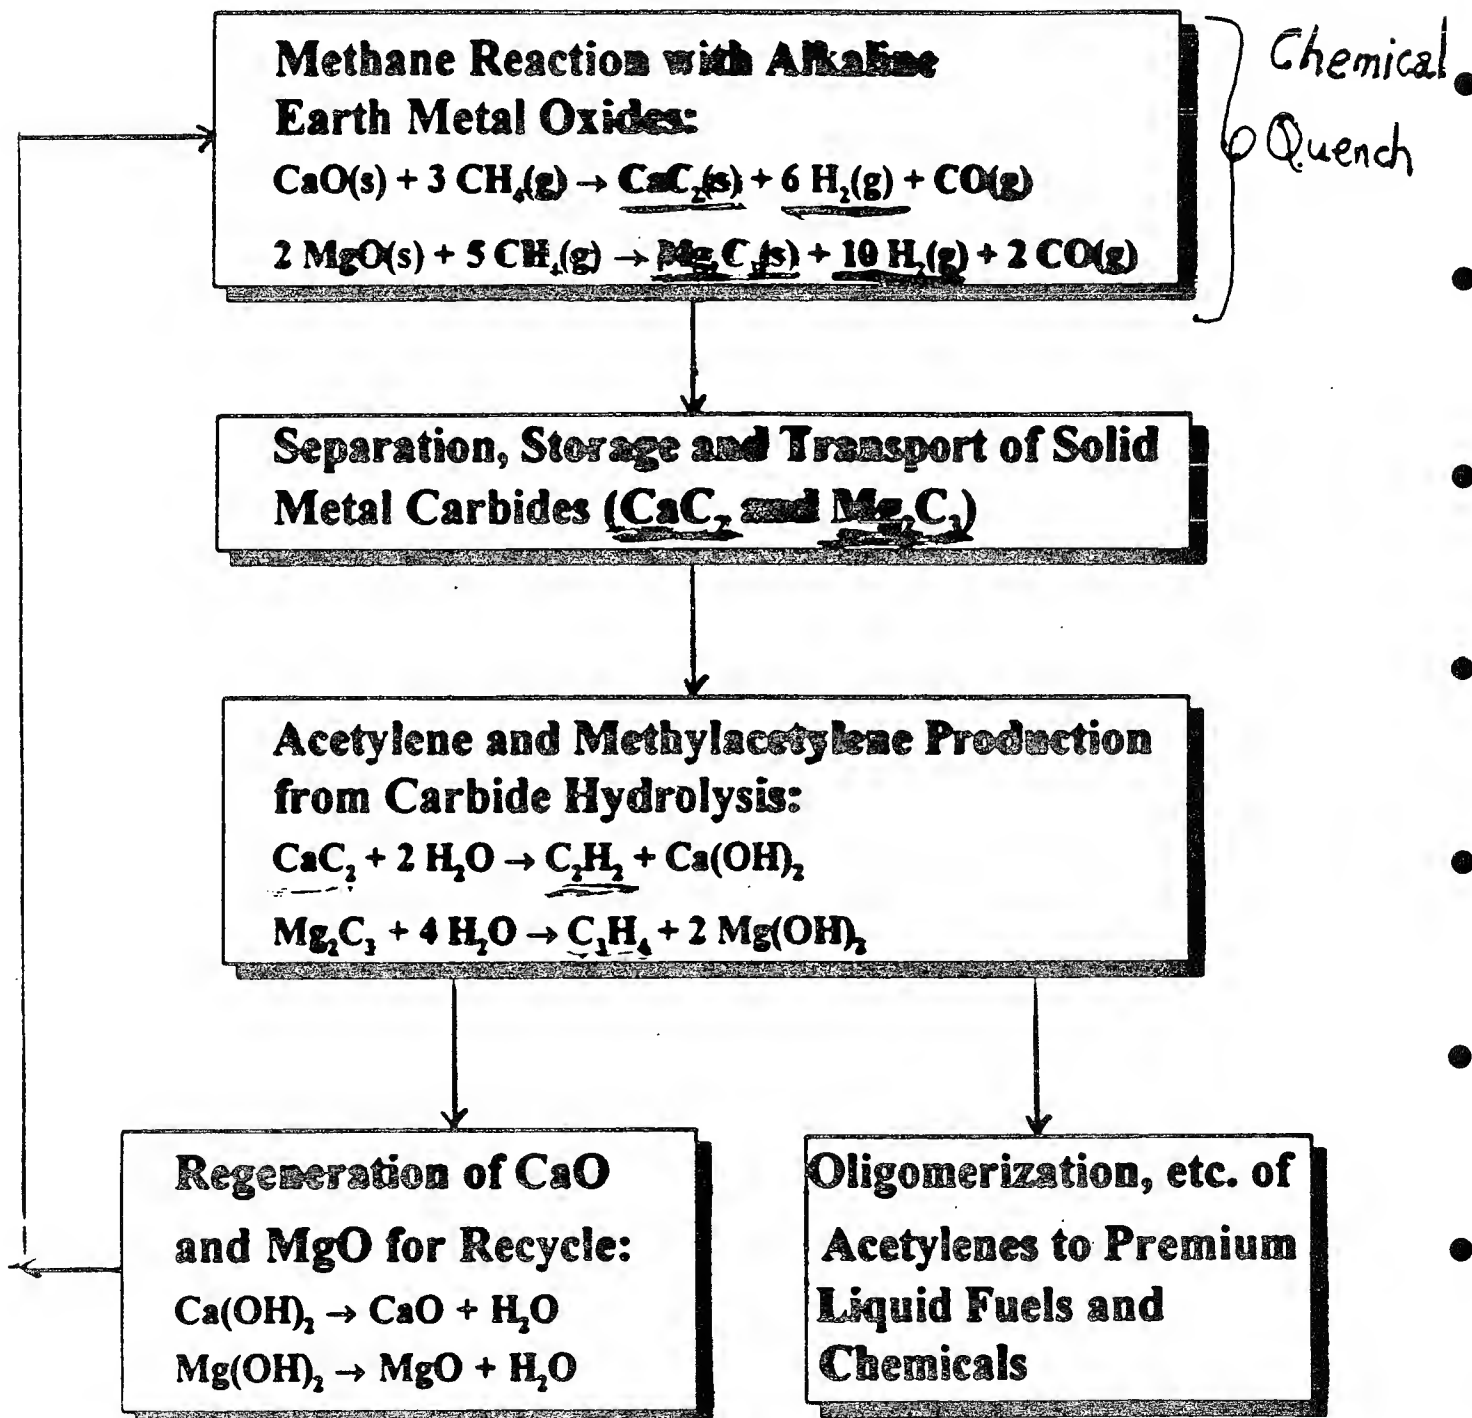 Methane Reaction with Alkaline
Earth Metal Oxides:
CaO(s) + 3 CH₄(g) → CaC₂(s) + 6 H₂(g) + CO(g)
2 MgO(s) + 5 CH₄(g) → Mg₂C₃(s) + 10 H₂(g) + 2 CO(g)
Chemical
Quench
Separation, Storage and Transport of Solid
Metal Carbides (CaC₂ and Mg₂C₃)
Acetylene and Methylacetylene Production
from Carbide Hydrolysis:
CaC₂ + 2 H₂O → C₂H₂ + Ca(OH)₂
Mg₂C₃ + 4 H₂O → C₃H₄ + 2 Mg(OH)₂
Regeneration of CaO
and MgO for Recycle:
Ca(OH)₂ → CaO + H₂O
Mg(OH)₂ → MgO + H₂O
Oligomerization, etc. of
Acetylenes to Premium
Liquid Fuels and
Chemicals